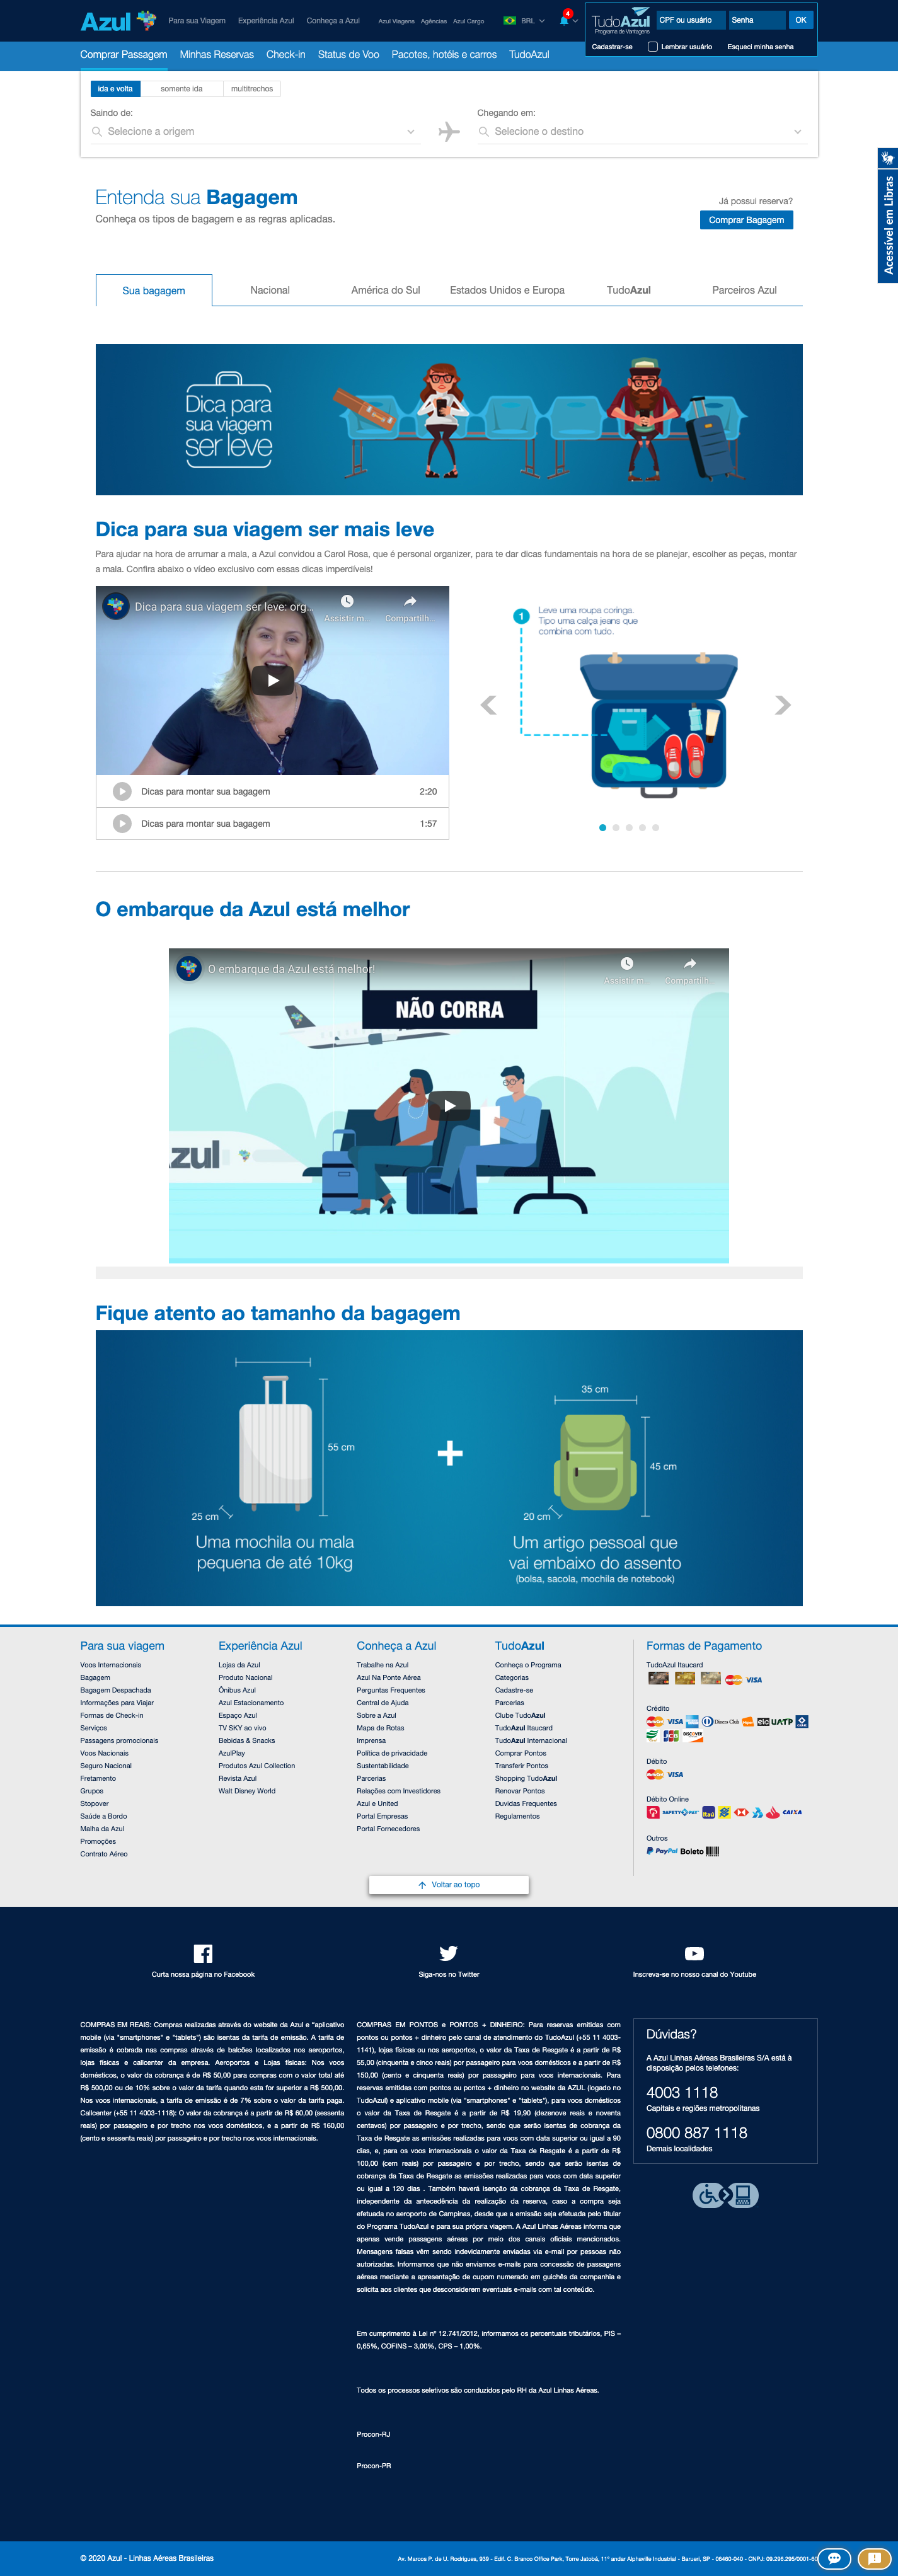 Azul
Para sua Viagem
Experiência Azul
Conheça a Azul
Azul Viagens
Agências
Azul Cargo
BRL
4
TudoAzul
Programa de Vantagens
CPF ou usuário
Senha
OK
Cadastrar-se
Lembrar usuário
Esqueci minha senha
Comprar Passagem
Minhas Reservas
Check-in
Status de Voo
Pacotes, hotéis e carros
TudoAzul
ida e volta
somente ida
multitrechos
Saindo de:
Selecione a origem
Chegando em:
Selecione o destino
Acessível em Libras
Entenda sua Bagagem
Conheça os tipos de bagagem e as regras aplicadas.
Já possui reserva?
Comprar Bagagem
Sua bagagem
Nacional
América do Sul
Estados Unidos e Europa
TudoAzul
Parceiros Azul
Dica para
sua viagem
ser leve
Dica para sua viagem ser mais leve
Para ajudar na hora de arrumar a mala, a Azul convidou a Carol Rosa, que é personal organizer, para te dar dicas fundamentais na hora de se planejar, escolher as peças, montar
a mala. Confira abaixo o vídeo exclusivo com essas dicas imperdíveis!
Dica para sua viagem ser leve: org...
Assistir m...
Compartilh...
Dicas para montar sua bagagem
2:20
Dicas para montar sua bagagem
1:57
1
Leve uma roupa coringa.
Tipo uma calça jeans que
combina com tudo.
O embarque da Azul está melhor
O embarque da Azul está melhor!
Assistir m...
Compartilh...
NÃO CORRA
zul
Fique atento ao tamanho da bagagem
55 cm
25 cm
Uma mochila ou mala
pequena de até 10kg
+
35 cm
45 cm
20 cm
Um artigo pessoal que
vai embaixo do assento
(bolsa, sacola, mochila de notebook)
Para sua viagem
Voos Internacionais
Bagagem
Bagagem Despachada
Informações para Viajar
Formas de Check-in
Serviços
Passagens promocionais
Voos Nacionais
Seguro Nacional
Fretamento
Grupos
Stopover
Saúde a Bordo
Malha da Azul
Promoções
Contrato Aéreo
Experiência Azul
Lojas da Azul
Produto Nacional
Ônibus Azul
Azul Estacionamento
Espaço Azul
TV SKY ao vivo
Bebidas & Snacks
AzulPlay
Produtos Azul Collection
Revista Azul
Walt Disney World
Conheça a Azul
Trabalhe na Azul
Azul Na Ponte Aérea
Perguntas Frequentes
Central de Ajuda
Sobre a Azul
Mapa de Rotas
Imprensa
Política de privacidade
Sustentabilidade
Parcerias
Relações com Investidores
Azul e United
Portal Empresas
Portal Fornecedores
TudoAzul
Conheça o Programa
Categorias
Cadastre-se
Parcerias
Clube TudoAzul
TudoAzul Itaucard
TudoAzul Internacional
Comprar Pontos
Transferir Pontos
Shopping TudoAzul
Renovar Pontos
Duvidas Frequentes
Regulamentos
Formas de Pagamento
TudoAzul Itaucard
VISA
Crédito
VISA
Diners Club
elo
UATP
JCB
DISCOVER
Débito
VISA
Débito Online
SAFETYPAY
Itaú
CAIXA
Outros
PayPal
Boleto
Voltar ao topo
Curta nossa página no Facebook
Siga-nos no Twitter
Inscreva-se no nosso canal do Youtube
COMPRAS EM REAIS: Compras realizadas através do website da Azul e "aplicativo
mobile (via "smartphones" e "tablets") são isentas da tarifa de emissão. A tarifa de
emissão é cobrada nas compras através de balcões localizados nos aeroportos,
lojas físicas e callcenter da empresa. Aeroportos e Lojas físicas: Nos voos
domésticos, o valor da cobrança é de R$ 50,00 para compras com o valor total até
R$ 500,00 ou de 10% sobre o valor da tarifa quando esta for superior a R$ 500,00.
Nos voos internacionais, a tarifa de emissão é de 7% sobre o valor da tarifa paga.
Callcenter (+55 11 4003-1118): O valor da cobrança é a partir de R$ 60,00 (sessenta
reais) por passageiro e por trecho nos voos domésticos, e a partir de R$ 160,00
(cento e sessenta reais) por passageiro e por trecho nos voos internacionais.
COMPRAS EM PONTOS e PONTOS + DINHEIRO: Para reservas emitidas com
pontos ou pontos + dinheiro pelo canal de atendimento do TudoAzul (+55 11 4003-
1141), lojas físicas ou nos aeroportos, o valor da Taxa de Resgate é a partir de R$
55,00 (cinquenta e cinco reais) por passageiro para voos domésticos e a partir de R$
150,00 (cento e cinquenta reais) por passageiro para voos internacionais. Para
reservas emitidas com pontos ou pontos + dinheiro no website da AZUL (logado no
TudoAzul) e aplicativo mobile (via "smartphones" e "tablets"), para voos domésticos
o valor da Taxa de Resgate é a partir de R$ 19,90 (dezenove reais e noventa
centavos) por passageiro e por trecho, sendo que serão isentas de cobrança da
Taxa de Resgate as emissões realizadas para voos com data superior ou igual a 90
dias, e, para os voos internacionais o valor da Taxa de Resgate é a partir de R$
100,00 (cem reais) por passageiro e por trecho, sendo que serão isentas de
cobrança da Taxa de Resgate as emissões realizadas para voos com data superior
ou igual a 120 dias . Também haverá isenção da cobrança da Taxa de Resgate,
independente da antecedência da realização da reserva, caso a compra seja
efetuada no aeroporto de Campinas, desde que a emissão seja efetuada pelo titular
do Programa TudoAzul e para sua própria viagem. A Azul Linhas Aéreas informa que
apenas vende passagens aéreas por meio dos canais oficiais mencionados.
Mensagens falsas vêm sendo indevidamente enviadas via e-mail por pessoas não
autorizadas. Informamos que não enviamos e-mails para concessão de passagens
aéreas mediante a apresentação de cupom numerado em guichês da companhia e
solicita aos clientes que desconsiderem eventuais e-mails com tal conteúdo.
Em cumprimento à Lei nº 12.741/2012, informamos os percentuais tributários, PIS –
0,65%, COFINS – 3,00%, CPS – 1,00%.
Todos os processos seletivos são conduzidos pelo RH da Azul Linhas Aéreas.
Procon-RJ
Procon-PR
Dúvidas?
A Azul Linhas Aéreas Brasileiras S/A está à
disposição pelos telefones:
4003 1118
Capitais e regiões metropolitanas
0800 887 1118
Demais localidades
© 2020 Azul - Linhas Aéreas Brasileiras
Av. Marcos P. de U. Rodrigues, 939 - Edif. C. Branco Office Park, Torre Jatobá, 11º andar Alphaville Industrial - Barueri, SP - 06460-040 - CNPJ: 09.296.295/0001-60